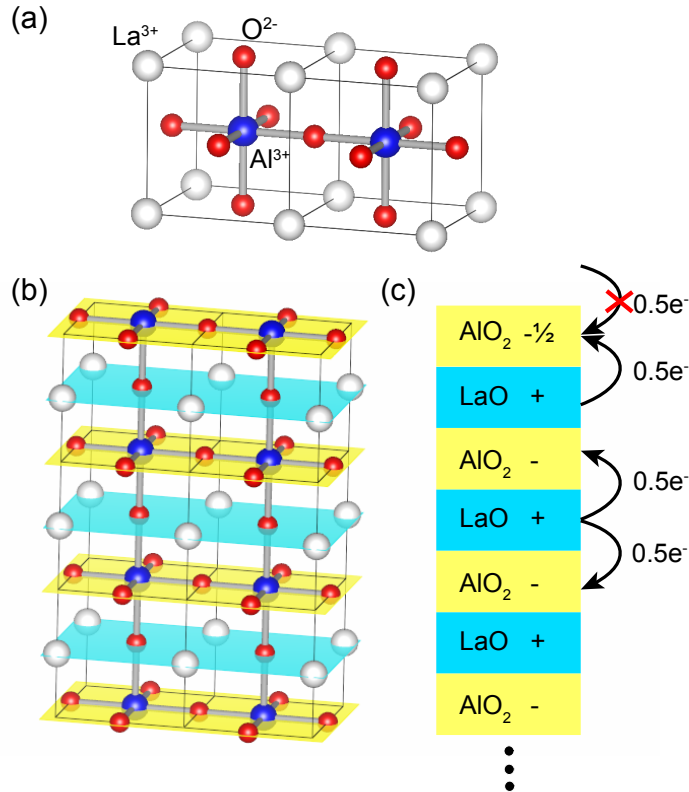 (a)
La³⁺
O²⁻
Al³⁺
(b)
(c)
0.5e⁻
AlO₂ -½
0.5e⁻
LaO +
AlO₂ -
0.5e⁻
LaO +
0.5e⁻
AlO₂ -
LaO +
AlO₂ -